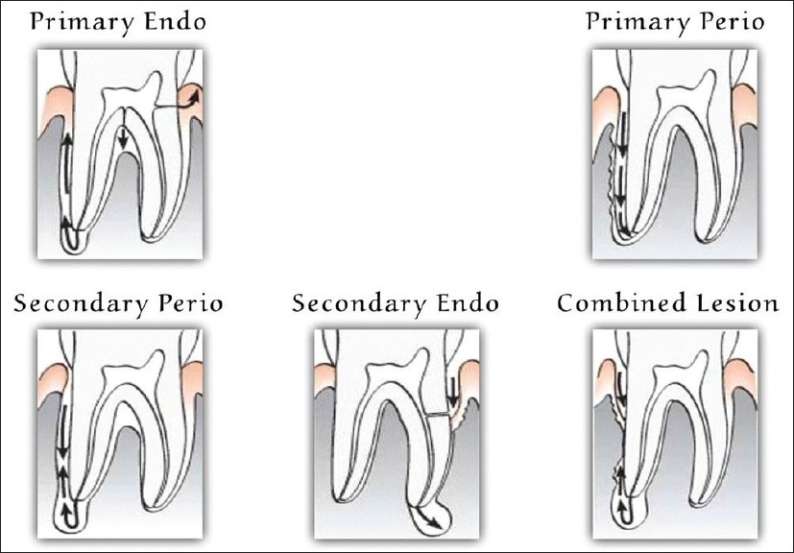 Primary Endo
Primary Perio
Secondary Perio
Secondary Endo
Combined Lesion